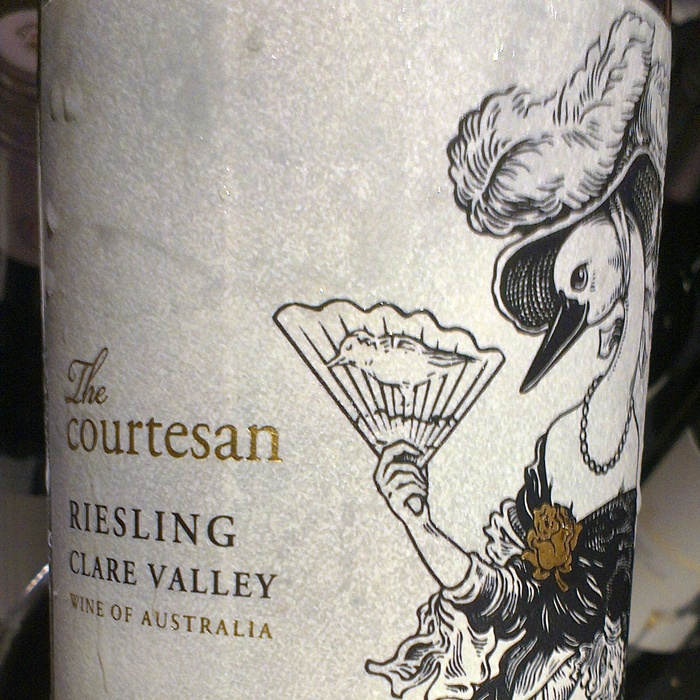 The
courtesan
RIESLING
CLARE VALLEY
WINE OF AUSTRALIA